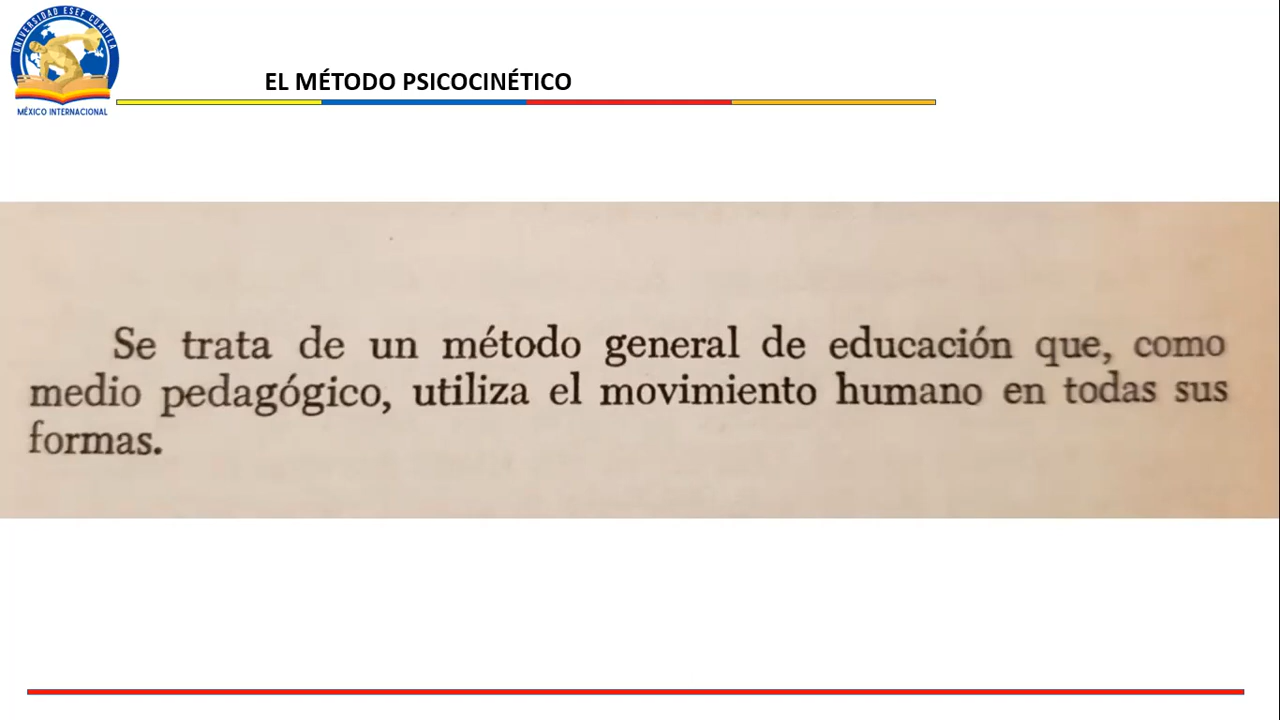 UNIVERSIDAD ESEF CUAUTLA
MÉXICO INTERNACIONAL
EL MÉTODO PSICOCINÉTICO
Se trata de un método general de educación que, como
medio pedagógico, utiliza el movimiento humano en todas sus
formas.